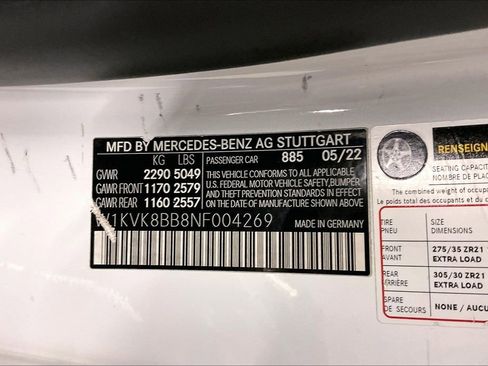 MFD BY MERCEDES-BENZ AG STUTTGART
KG LBS PASSENGER CAR 885 05/22
GVWR 2290 5049 THIS VEHICLE CONFORMS TO ALL APPLICABLE
GAWR FRONT 1170 2579 U.S. FEDERAL MOTOR VEHICLE SAFETY, BUMPER
GAWR REAR 1160 2557 AND THEFT PREVENTION STANDARDS IN EFFECT
ON THE DATE OF MANUFACTURE SHOWN ABOVE.
W1KVK8BB8NF004269 MADE IN GERMANY
RENSEIGN
SEATING CAPACI
NOMBRE DE PLAC
The combined weight of occupa
Le poids total des occupants et du c
TIRE SIZE
PNEU DIMENSIONS
FRONT 275/35 ZR21
AVANT EXTRA LOAD
REAR 305/30 ZR21
ARRIÈRE EXTRA LOAD
SPARE NONE / AUCU
DE SECOURS